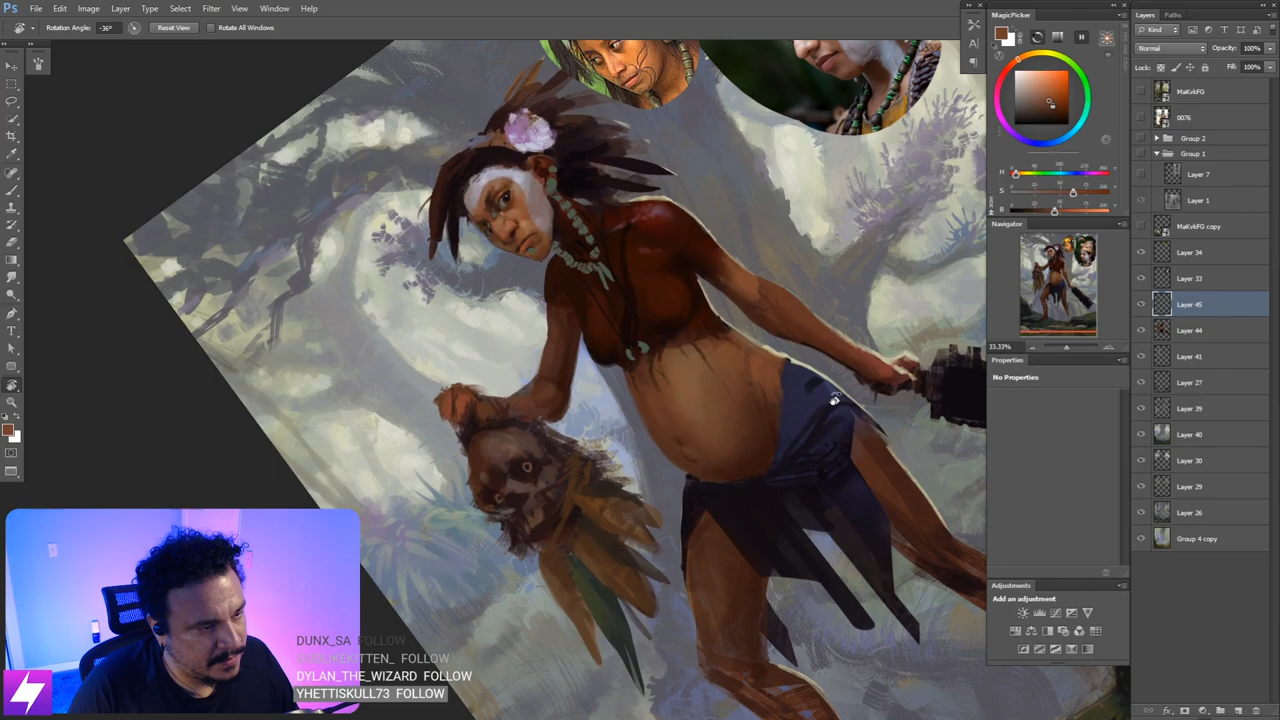 Ps File Edit Image Layer Type Select Filter View Window Help
Rotation Angle: -36° Reset View Rotate All Windows
MagicPicker
H
H
S
B
Navigator
33.33%
Properties
No Properties
Adjustments
Add an adjustment
Layers Paths
Kind
Normal Opacity: 100%
Lock: Fill: 100%
MaKvkFG
0076
Group 2
Group 1
Layer 7
Layer 1
MaKvkFG copy
Layer 34
Layer 33
Layer 45
Layer 44
Layer 41
Layer 27
Layer 39
Layer 40
Layer 30
Layer 29
Layer 26
Group 4 copy
DUNX_SA FOLLOW
DYLAN_THE_WIZARD FOLLOW
YHETTISKULL73 FOLLOW